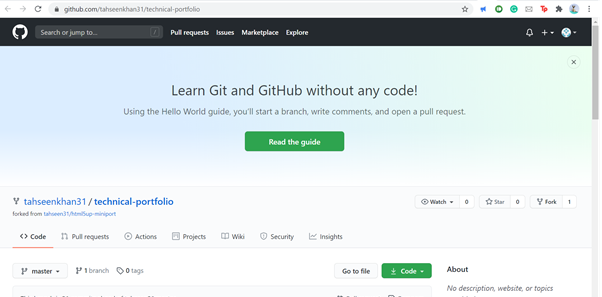 github.com/tahseenkhan31/technical-portfolio
Search or jump to... / Pull requests Issues Marketplace Explore
Learn Git and GitHub without any code!
Using the Hello World guide, you'll start a branch, write comments, and open a pull request.
Read the guide
tahseenkhan31 / technical-portfolio Watch 0 Star 0 Fork 1
forked from tahseen31/html5up-miniport
Code Pull requests Actions Projects Wiki Security Insights
master 1 branch 0 tags Go to file Code About
No description, website, or topics